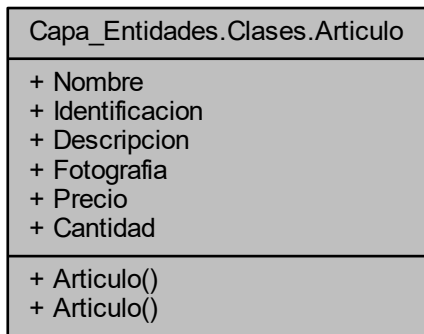 Capa_Entidades.Clases.Articulo
+ Nombre
+ Identificacion
+ Descripcion
+ Fotografia
+ Precio
+ Cantidad
+ Articulo()
+ Articulo()